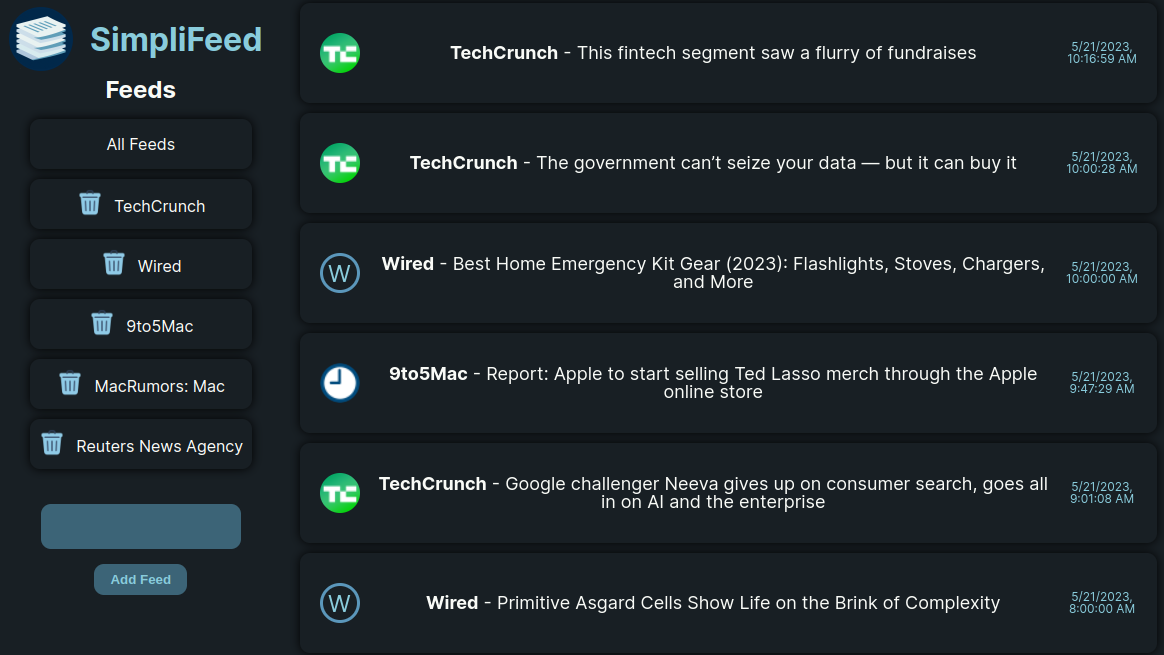 SimpliFeed
Feeds
All Feeds
TechCrunch
Wired
9to5Mac
MacRumors: Mac
Reuters News Agency
Add Feed
TC
TechCrunch - This fintech segment saw a flurry of fundraises
5/21/2023,
10:16:59 AM
TC
TechCrunch - The government can’t seize your data — but it can buy it
5/21/2023,
10:00:28 AM
W
Wired - Best Home Emergency Kit Gear (2023): Flashlights, Stoves, Chargers,
and More
5/21/2023,
10:00:00 AM
9to5Mac - Report: Apple to start selling Ted Lasso merch through the Apple
online store
5/21/2023,
9:47:29 AM
TC
TechCrunch - Google challenger Neeva gives up on consumer search, goes all
in on AI and the enterprise
5/21/2023,
9:01:08 AM
W
Wired - Primitive Asgard Cells Show Life on the Brink of Complexity
5/21/2023,
8:00:00 AM